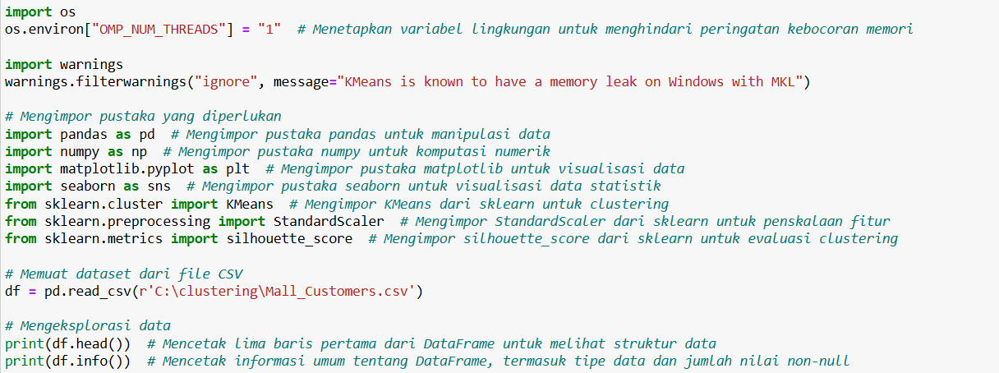 import os
os.environ["OMP_NUM_THREADS"] = "1"  # Menetapkan variabel lingkungan untuk menghindari peringatan kebocoran memori
import warnings
warnings.filterwarnings("ignore", message="KMeans is known to have a memory leak on Windows with MKL")
# Mengimpor pustaka yang diperlukan
import pandas as pd  # Mengimpor pustaka pandas untuk manipulasi data
import numpy as np  # Mengimpor pustaka numpy untuk komputasi numerik
import matplotlib.pyplot as plt  # Mengimpor pustaka matplotlib untuk visualisasi data
import seaborn as sns  # Mengimpor pustaka seaborn untuk visualisasi data statistik
from sklearn.cluster import KMeans  # Mengimpor KMeans dari sklearn untuk clustering
from sklearn.preprocessing import StandardScaler  # Mengimpor StandardScaler dari sklearn untuk penskalaan fitur
from sklearn.metrics import silhouette_score  # Mengimpor silhouette_score dari sklearn untuk evaluasi clustering
# Memuat dataset dari file CSV
df = pd.read_csv(r'C:\clustering\Mall_Customers.csv')
# Mengeksplorasi data
print(df.head())  # Mencetak lima baris pertama dari DataFrame untuk melihat struktur data
print(df.info())  # Mencetak informasi umum tentang DataFrame, termasuk tipe data dan jumlah nilai non-null